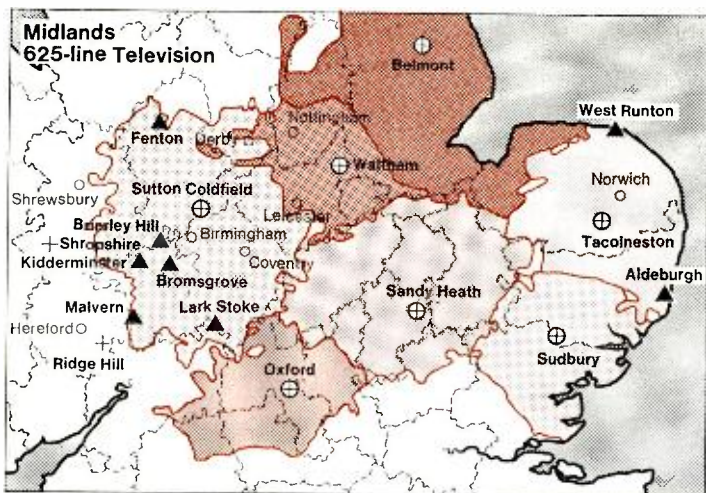 Midlands
625-line Television
Belmont
West Runton
Fenton
Derby
Nottingham
Waltham
Norwich
Shrewsbury
Sutton Coldfield
Leicester
Tacolneston
Brierley Hill
Shropshire
Birmingham
Kidderminster
Coventry
Bromsgrove
Aldeburgh
Malvern
Lark Stoke
Sandy Heath
Hereford
Ridge Hill
Sudbury
Oxford